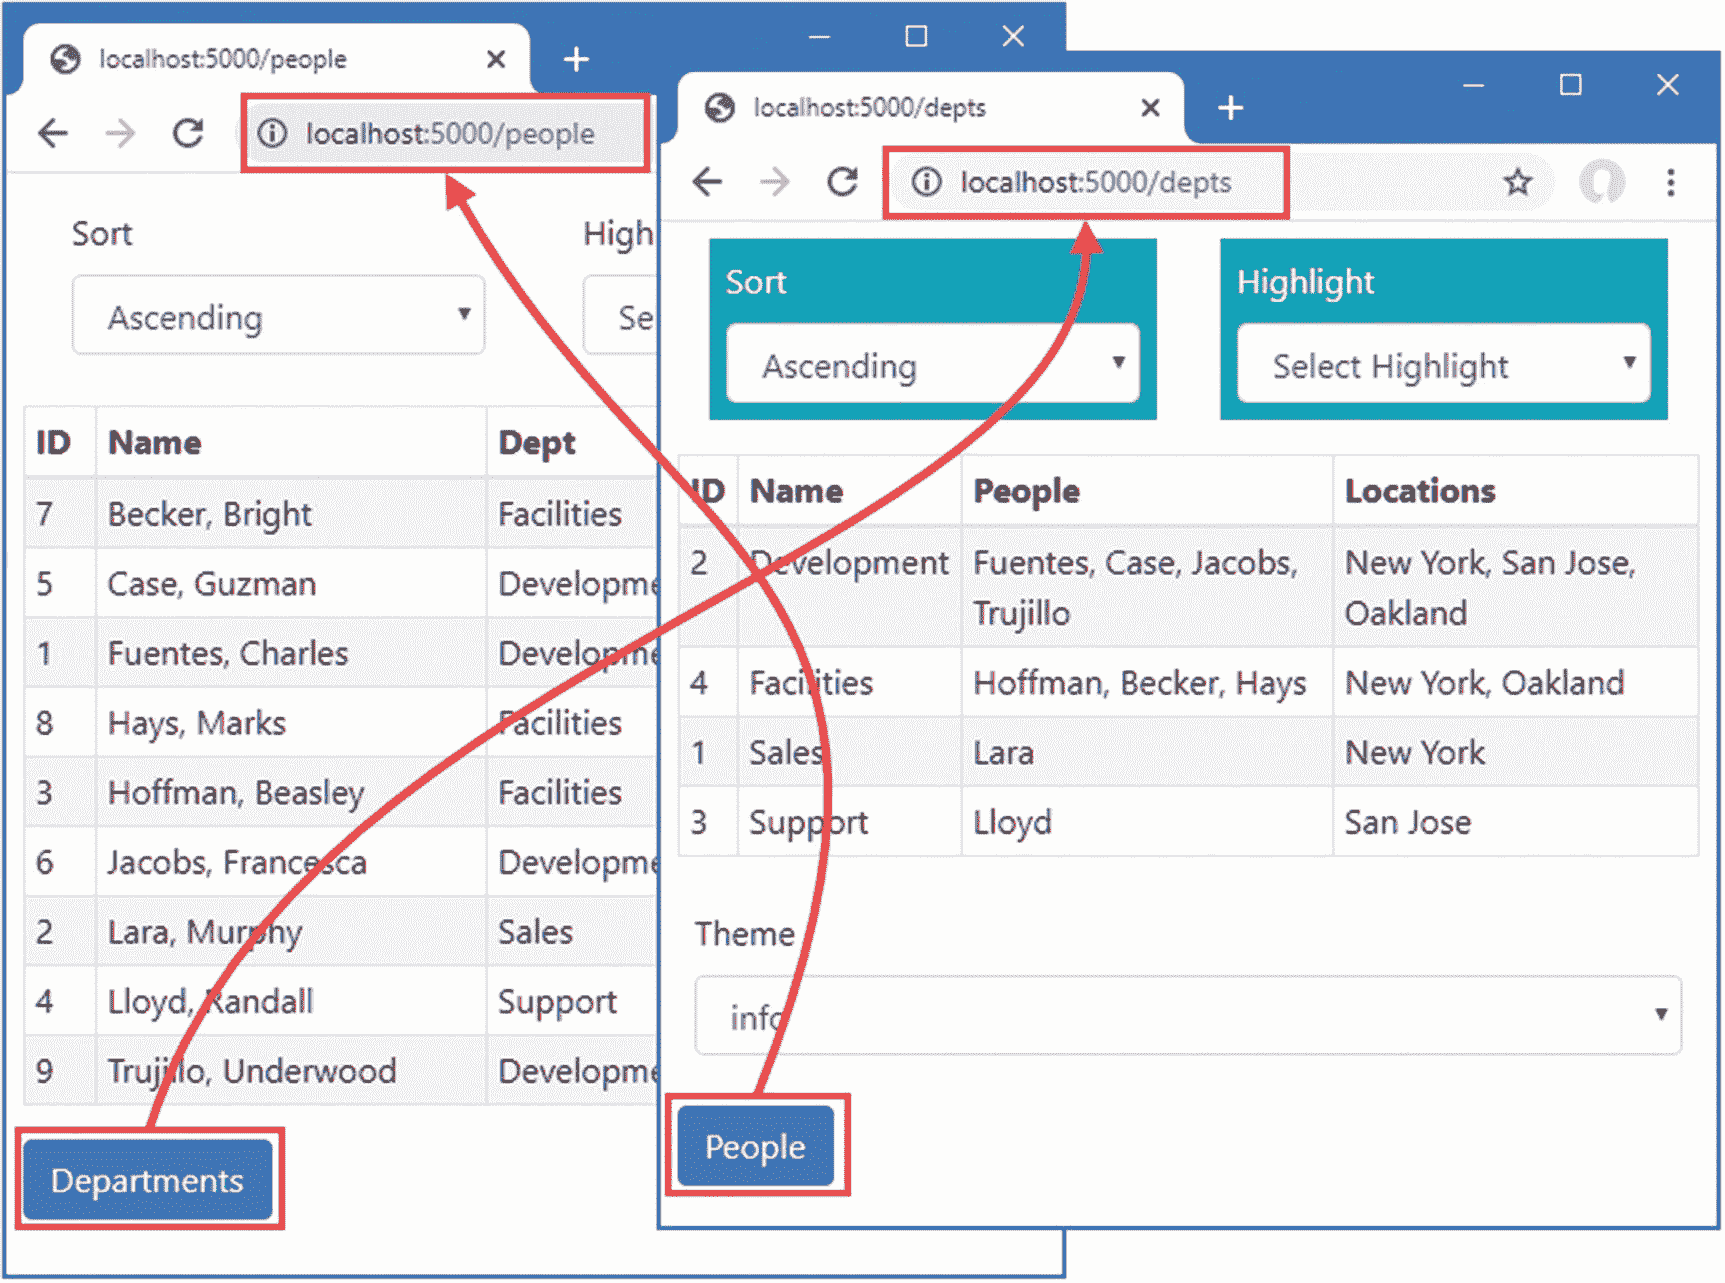 localhost:5000/people
localhost:5000/people
Sort
High
Ascending
Se
ID Name Dept
7 Becker, Bright Facilities
5 Case, Guzman Developme
1 Fuentes, Charles Developme
8 Hays, Marks Facilities
3 Hoffman, Beasley Facilities
6 Jacobs, Francesca Developme
2 Lara, Murphy Sales
4 Lloyd, Randall Support
9 Trujillo, Underwood Developme
Departments
localhost:5000/depts
localhost:5000/depts
Sort
Highlight
Ascending
Select Highlight
ID Name People Locations
2 Development Fuentes, Case, Jacobs, New York, San Jose,
Trujillo Oakland
4 Facilities Hoffman, Becker, Hays New York, Oakland
1 Sales Lara New York
3 Support Lloyd San Jose
Theme
info
People